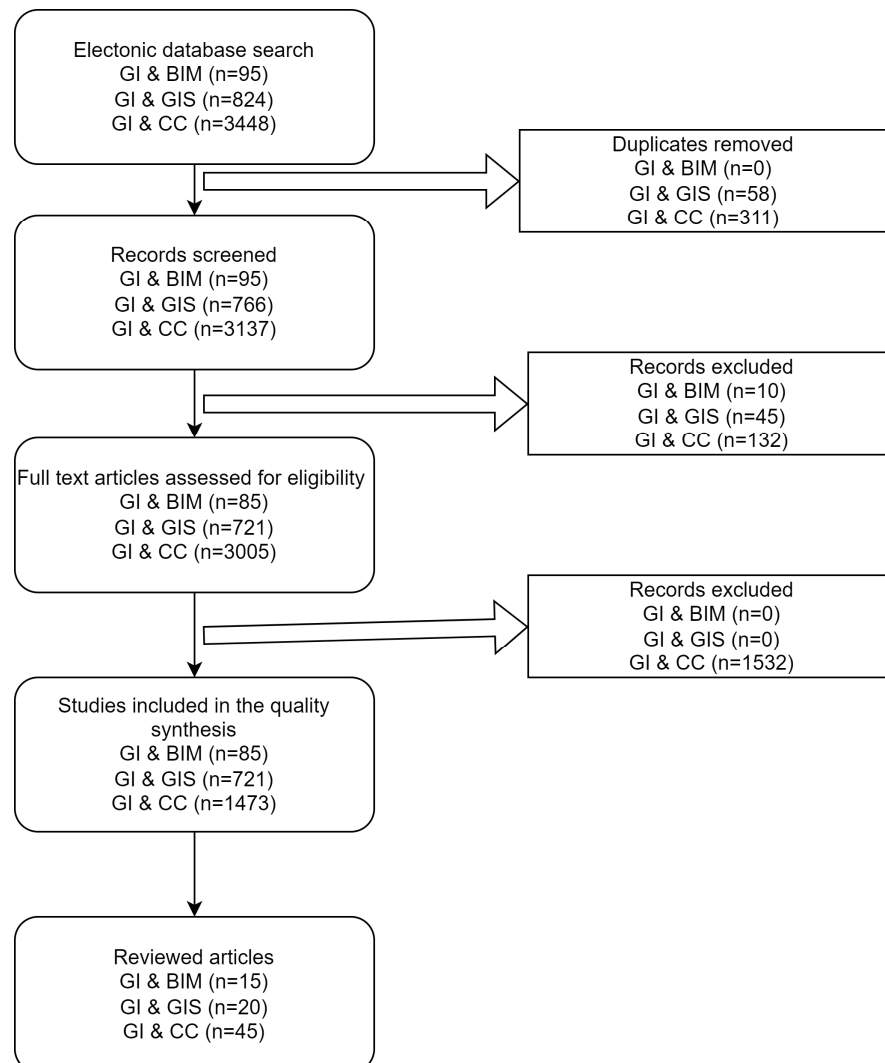 Electonic database search
GI & BIM (n=95)
GI & GIS (n=824)
GI & CC (n=3448)
Duplicates removed
GI & BIM (n=0)
GI & GIS (n=58)
GI & CC (n=311)
Records screened
GI & BIM (n=95)
GI & GIS (n=766)
GI & CC (n=3137)
Records excluded
GI & BIM (n=10)
GI & GIS (n=45)
GI & CC (n=132)
Full text articles assessed for eligibility
GI & BIM (n=85)
GI & GIS (n=721)
GI & CC (n=3005)
Records excluded
GI & BIM (n=0)
GI & GIS (n=0)
GI & CC (n=1532)
Studies included in the quality
synthesis
GI & BIM (n=85)
GI & GIS (n=721)
GI & CC (n=1473)
Reviewed articles
GI & BIM (n=15)
GI & GIS (n=20)
GI & CC (n=45)